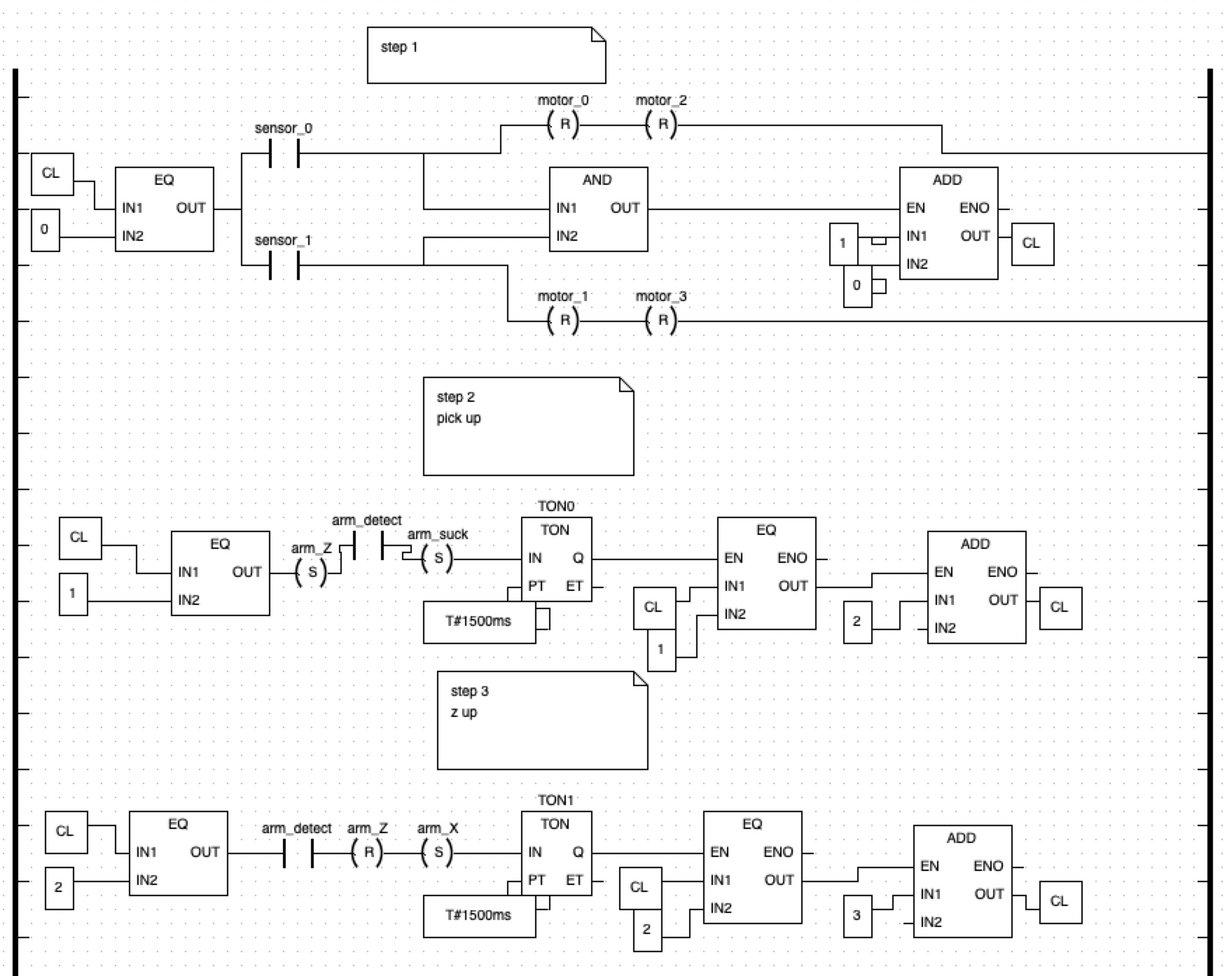 step 1
motor_0 motor_2
R R
sensor_0
CL EQ AND ADD
IN1 OUT IN1 OUT EN ENO
0 IN2 IN2 1 IN1 OUT CL
sensor_1
IN2
0
motor_1 motor_3
R R
step 2
pick up
TON0
arm_detect TON EQ
CL EQ arm_suck ADD
arm_Z S IN Q EN ENO
IN1 OUT S PT ET IN1 OUT EN ENO
1 IN2 T#1500ms CL IN2 2 IN1 OUT CL
1 IN2
step 3
z up
TON1
CL EQ arm_detect arm_Z arm_X TON EQ ADD
IN1 OUT R S IN Q EN ENO EN ENO
2 IN2 PT ET CL IN1 OUT IN1 OUT CL
T#1500ms 2 IN2 3 IN2